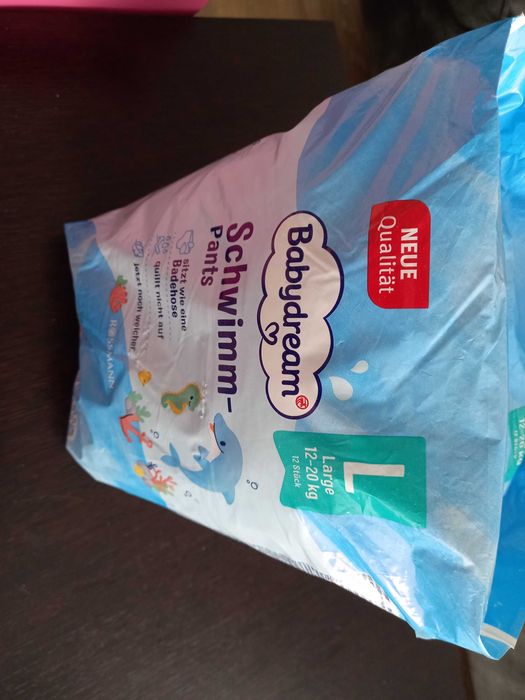 NEUE
Qualität
Babydream
Schwimm-
Pants
sitzt wie eine
Badehose
quillt nicht auf
jetzt noch weicher
ROSSMANN
L
Large
12-20 kg
12 Stück